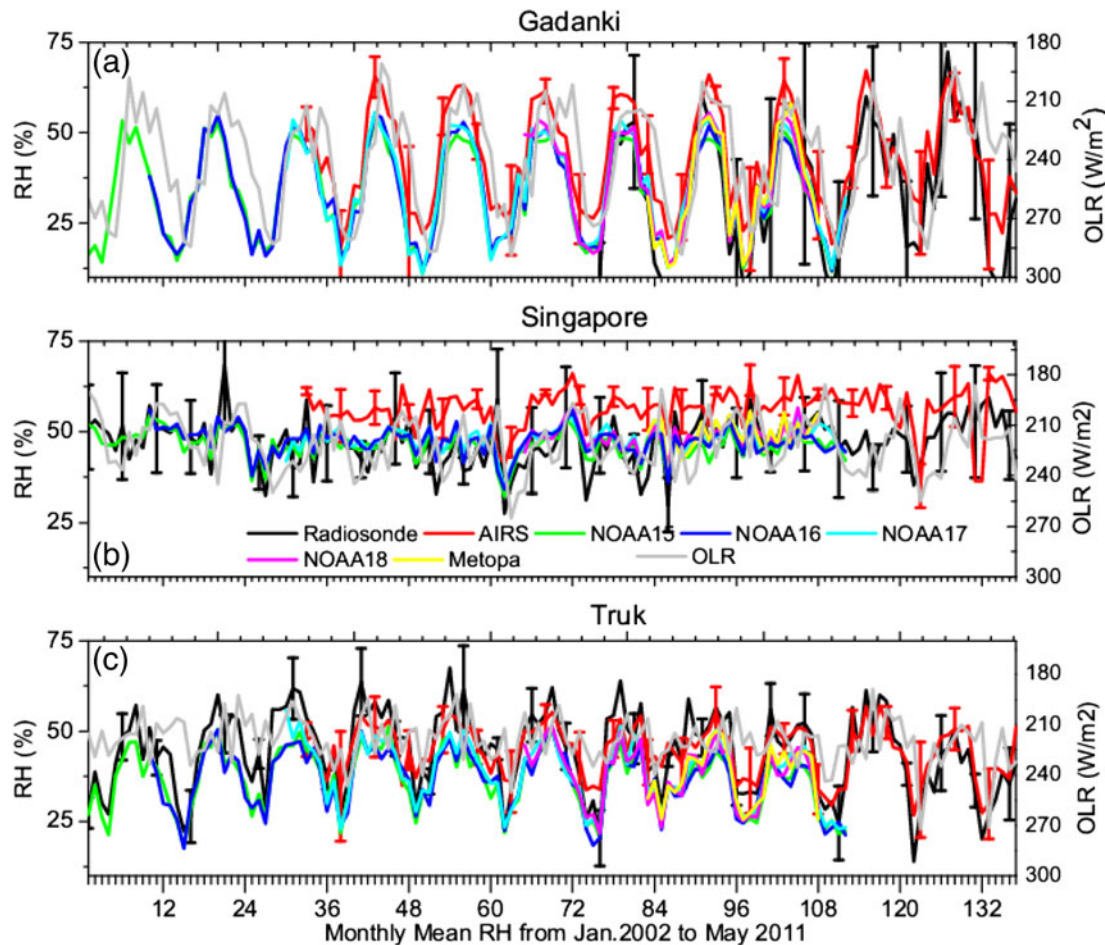 Gadanki
(a)
75
50
25
RH (%)
180
210
240
270
300
OLR (W/m²)
Singapore
75
50
25
RH (%)
180
210
240
270
300
OLR (W/m2)
Radiosonde AIRS NOAA15 NOAA16 NOAA17
NOAA18 Metopa OLR
(b)
Truk
(c)
75
50
25
RH (%)
180
210
240
270
300
OLR (W/m2)
12 24 36 48 60 72 84 96 108 120 132
Monthly Mean RH from Jan.2002 to May 2011